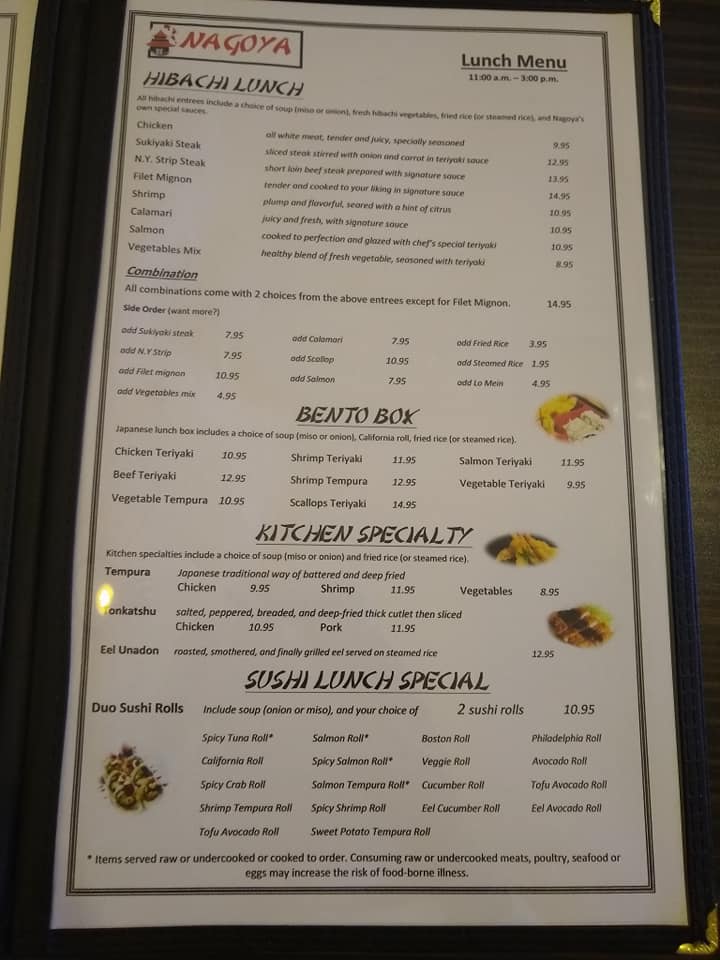 NAGOYA
Lunch Menu
11:00 a.m. – 3:00 p.m.
HIBACHI LUNCH
All hibachi entrees include a choice of soup (miso or onion), fresh hibachi vegetables, fried rice (or steamed rice), and Nagoya's
own special sauces.
Chicken all white meat, tender and juicy, specially seasoned 9.95
Sukiyaki Steak sliced steak stirred with onion and carrot in teriyaki sauce 12.95
N.Y. Strip Steak short loin beef steak prepared with signature sauce 13.95
Filet Mignon tender and cooked to your liking in signature sauce 14.95
Shrimp plump and flavorful, seared with a hint of citrus 10.95
Calamari juicy and fresh, with signature sauce 10.95
Salmon cooked to perfection and glazed with chef's special teriyaki 10.95
Vegetables Mix healthy blend of fresh vegetable, seasoned with teriyaki 8.95
Combination
All combinations come with 2 choices from the above entrees except for Filet Mignon. 14.95
Side Order (want more?)
add Sukiyaki steak 7.95 add Calamari 7.95 add Fried Rice 3.95
add N.Y Strip 7.95 add Scallop 10.95 add Steamed Rice 1.95
add Filet mignon 10.95 add Salmon 7.95 add Lo Mein 4.95
add Vegetables mix 4.95
BENTO BOX
Japanese lunch box includes a choice of soup (miso or onion), California roll, fried rice (or steamed rice).
Chicken Teriyaki 10.95 Shrimp Teriyaki 11.95 Salmon Teriyaki 11.95
Beef Teriyaki 12.95 Shrimp Tempura 12.95 Vegetable Teriyaki 9.95
Vegetable Tempura 10.95 Scallops Teriyaki 14.95
KITCHEN SPECIALTY
Kitchen specialties include a choice of soup (miso or onion) and fried rice (or steamed rice).
Tempura Japanese traditional way of battered and deep fried
Chicken 9.95 Shrimp 11.95 Vegetables 8.95
Tonkatshu salted, peppered, breaded, and deep-fried thick cutlet then sliced
Chicken 10.95 Pork 11.95
Eel Unadon roasted, smothered, and finally grilled eel served on steamed rice 12.95
SUSHI LUNCH SPECIAL
Duo Sushi Rolls Include soup (onion or miso), and your choice of 2 sushi rolls 10.95
Spicy Tuna Roll* Salmon Roll* Boston Roll Philadelphia Roll
California Roll Spicy Salmon Roll* Veggie Roll Avocado Roll
Spicy Crab Roll Salmon Tempura Roll* Cucumber Roll Tofu Avocado Roll
Shrimp Tempura Roll Spicy Shrimp Roll Eel Cucumber Roll Eel Avocado Roll
Tofu Avocado Roll Sweet Potato Tempura Roll
* Items served raw or undercooked or cooked to order. Consuming raw or undercooked meats, poultry, seafood or
eggs may increase the risk of food-borne illness.